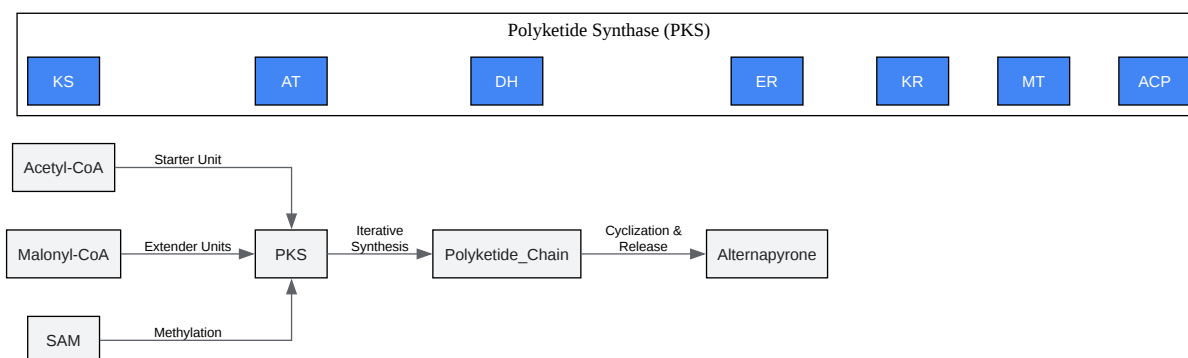 Polyketide Synthase (PKS)
KS
AT
DH
ER
KR
MT
ACP
Acetyl-CoA
Starter Unit
Malonyl-CoA
Extender Units
PKS
Iterative
Synthesis
Polyketide_Chain
Cyclization &
Release
Alternapyrone
SAM
Methylation